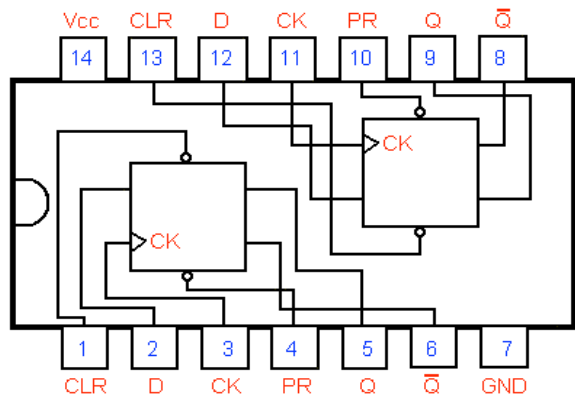 Vcc CLR D CK PR Q Q̅
14 13 12 11 10 9 8
CK
CK
1 2 3 4 5 6 7
CLR D CK PR Q Q̅ GND